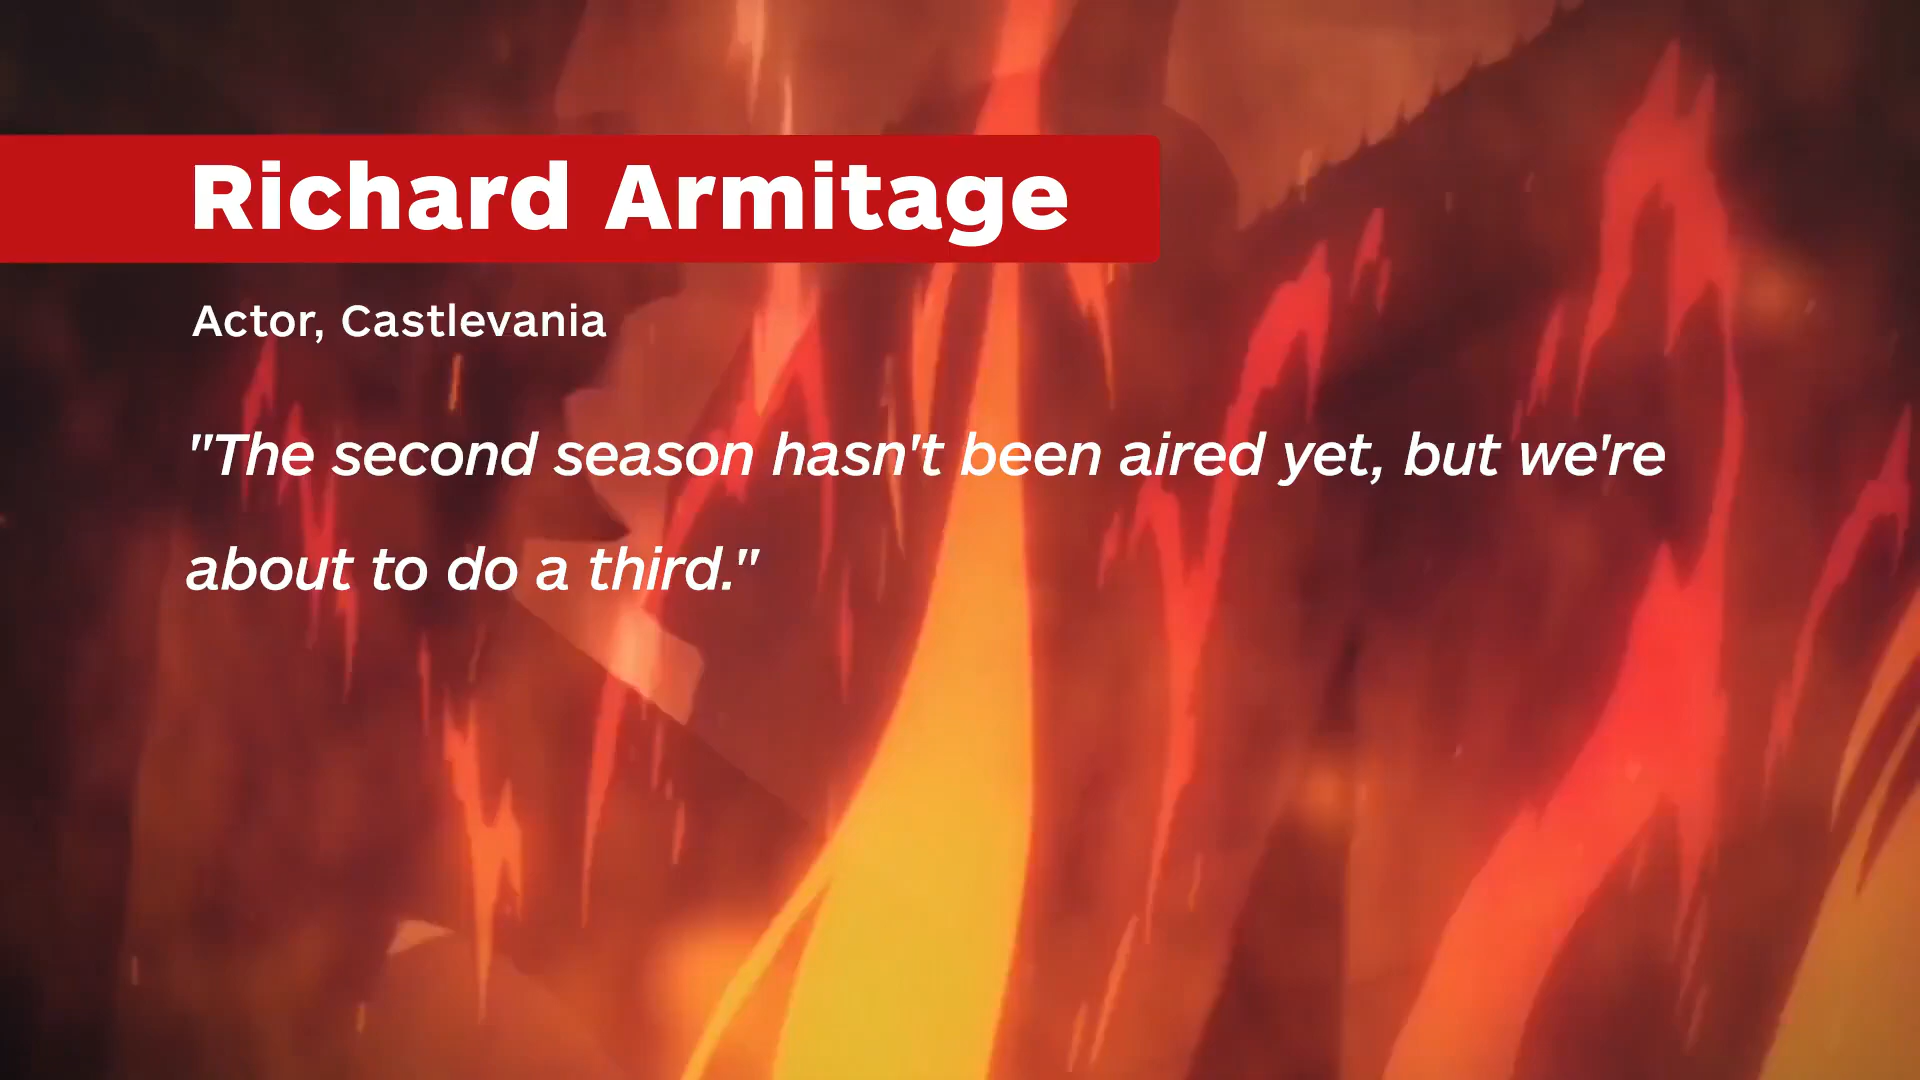 Richard Armitage
Actor, Castlevania
"The second season hasn't been aired yet, but we're
about to do a third."